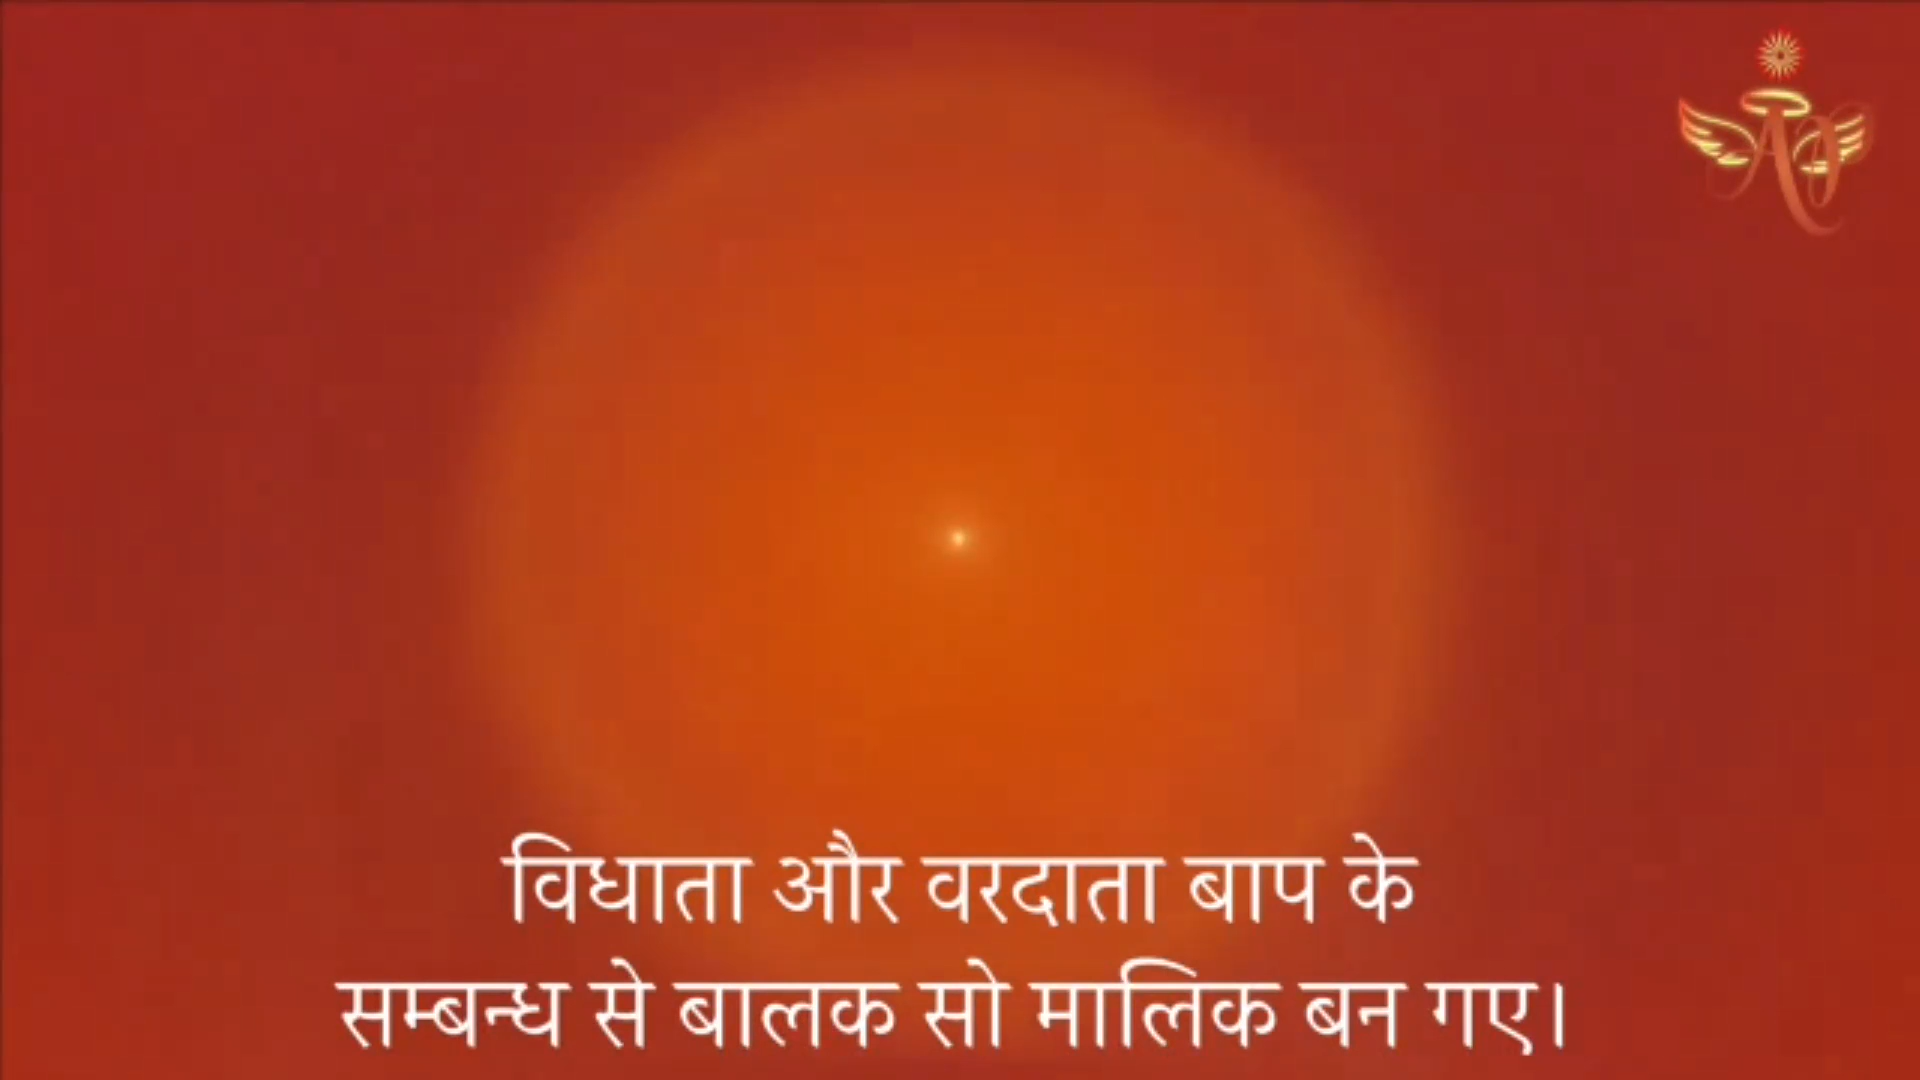 विधाता और वरदाता बाप के
सम्बन्ध से बालक सो मालिक बन गए।